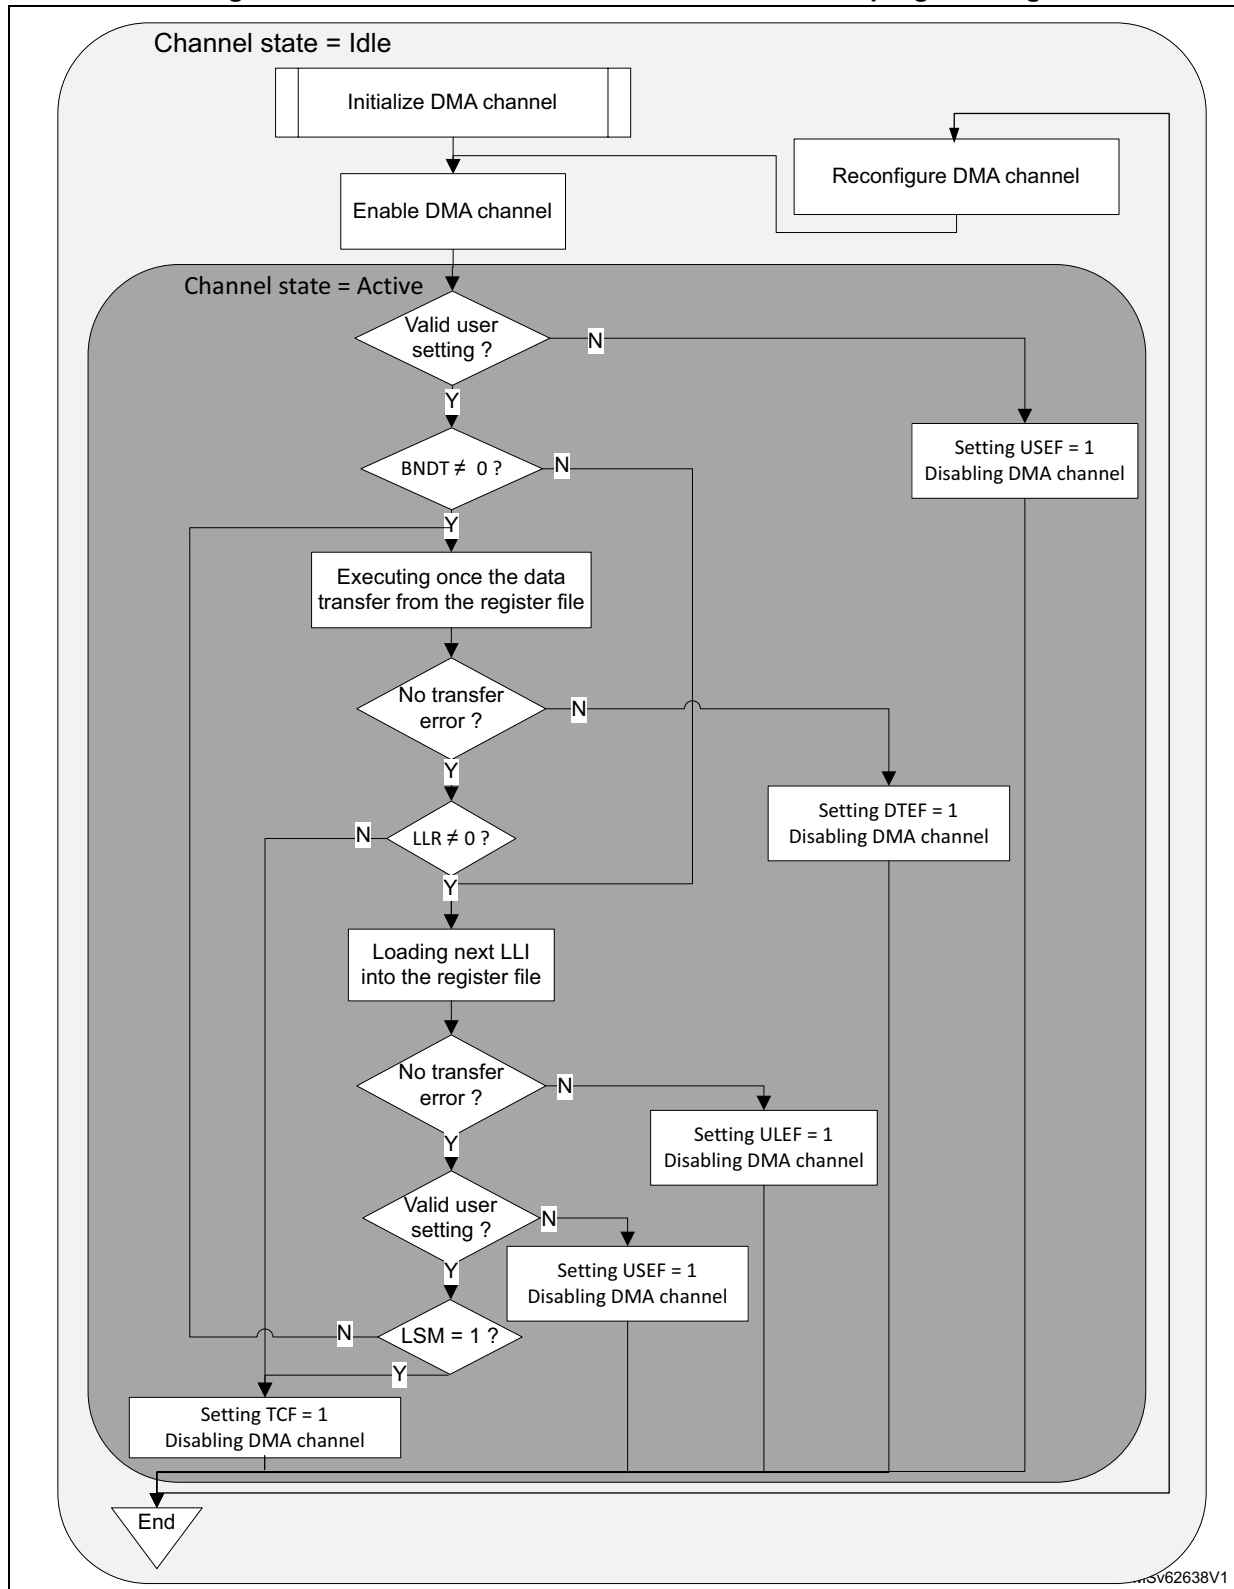 Channel state = Idle
Initialize DMA channel
Reconfigure DMA channel
Enable DMA channel
Channel state = Active
Valid user
setting ?
N
Y
Setting USEF = 1
Disabling DMA channel
BNDT ≠ 0 ?
N
Y
Executing once the data
transfer from the register file
No transfer
error ?
N
Y
Setting DTEF = 1
Disabling DMA channel
LLR ≠ 0 ?
N
Y
Loading next LLI
into the register file
No transfer
error ?
N
Y
Setting ULEF = 1
Disabling DMA channel
Valid user
setting ?
N
Y
Setting USEF = 1
Disabling DMA channel
LSM = 1 ?
N
Y
Setting TCF = 1
Disabling DMA channel
End